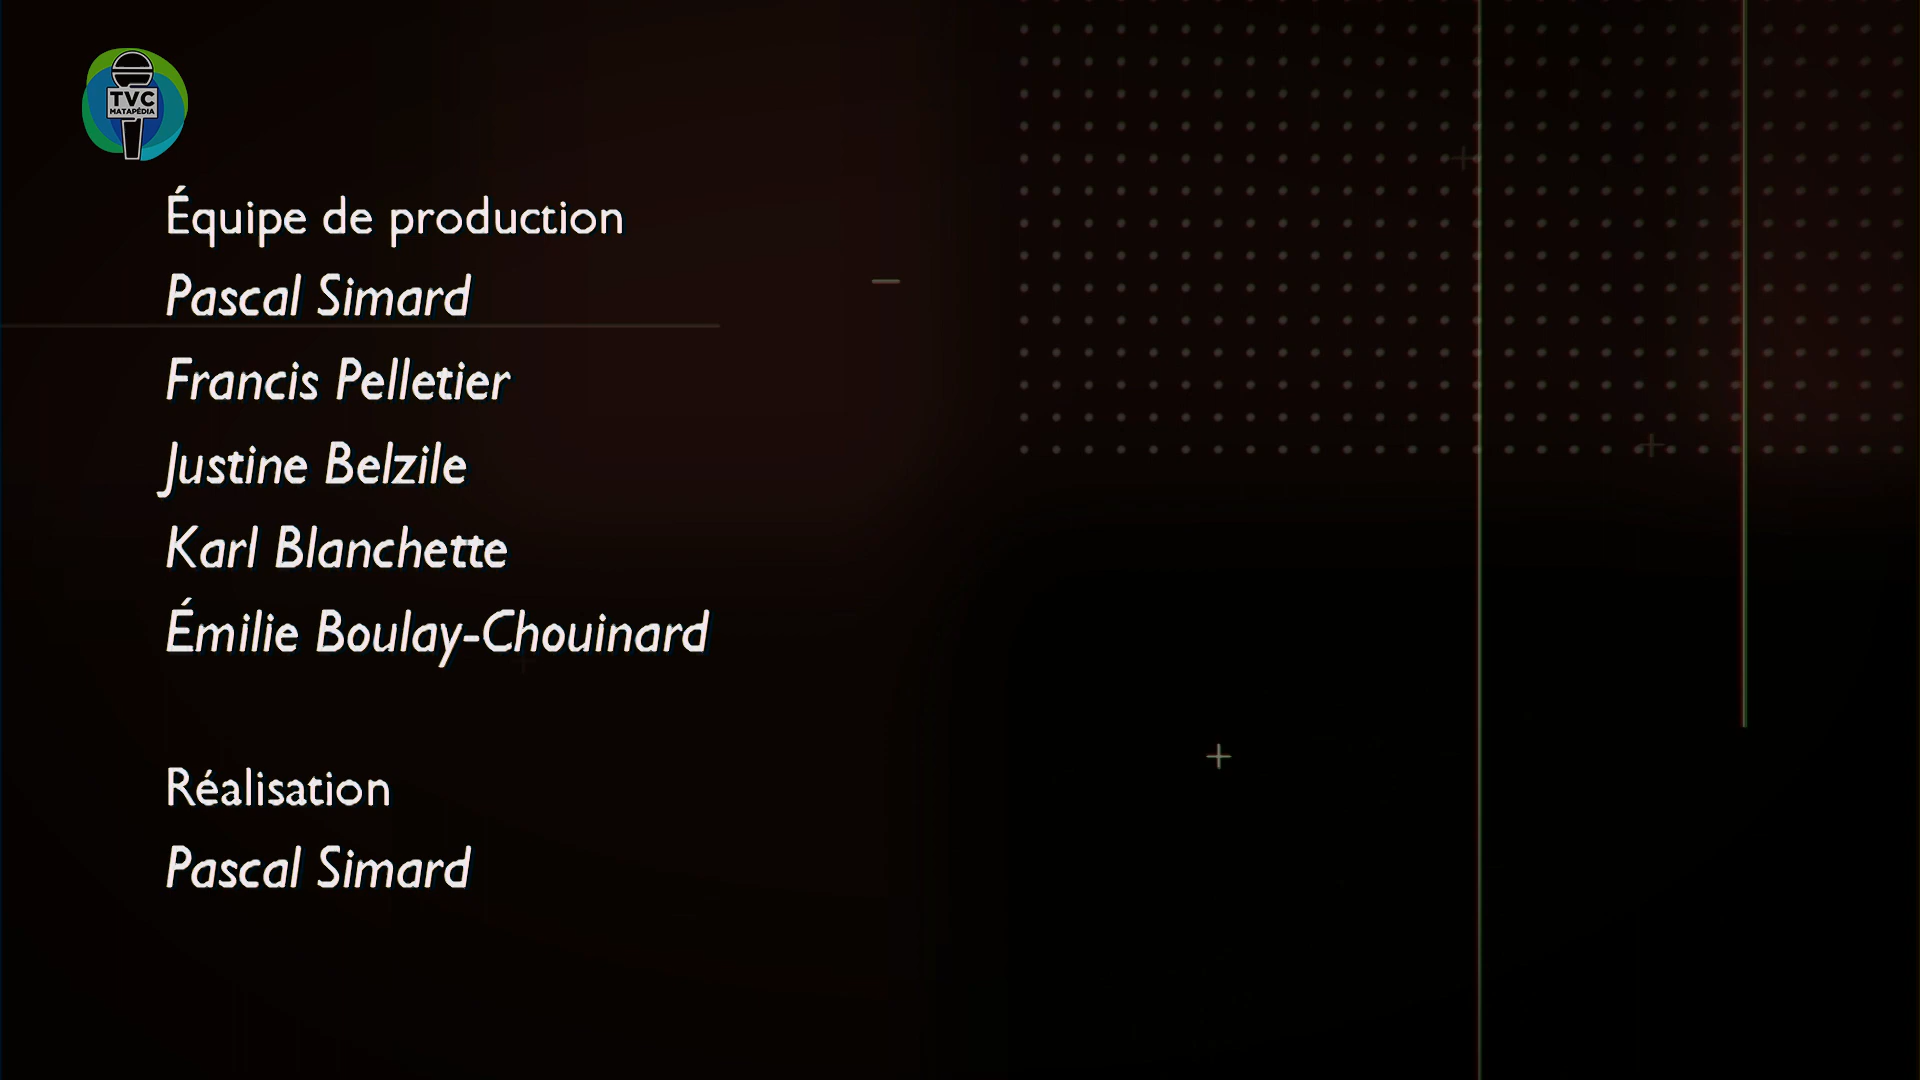 TVC
MATAPÉDIA
Équipe de production
Pascal Simard
Francis Pelletier
Justine Belzile
Karl Blanchette
Émilie Boulay-Chouinard
Réalisation
Pascal Simard